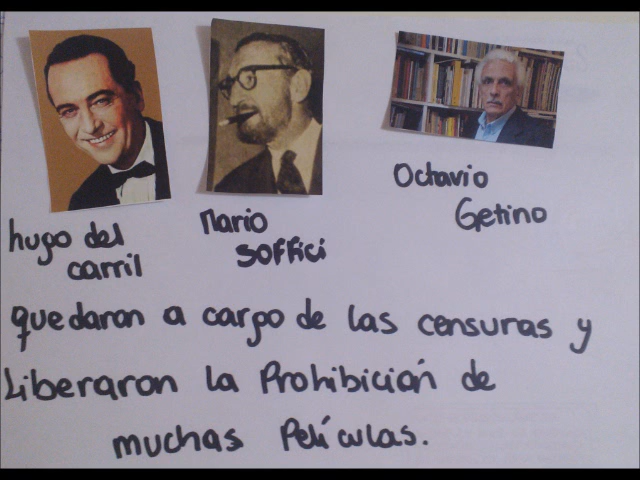 hugo del
carril
Mario
Soffici
Octavio
Getino
quedaron a cargo de las censuras y
Liberaron la Prohibición de
muchas Películas.